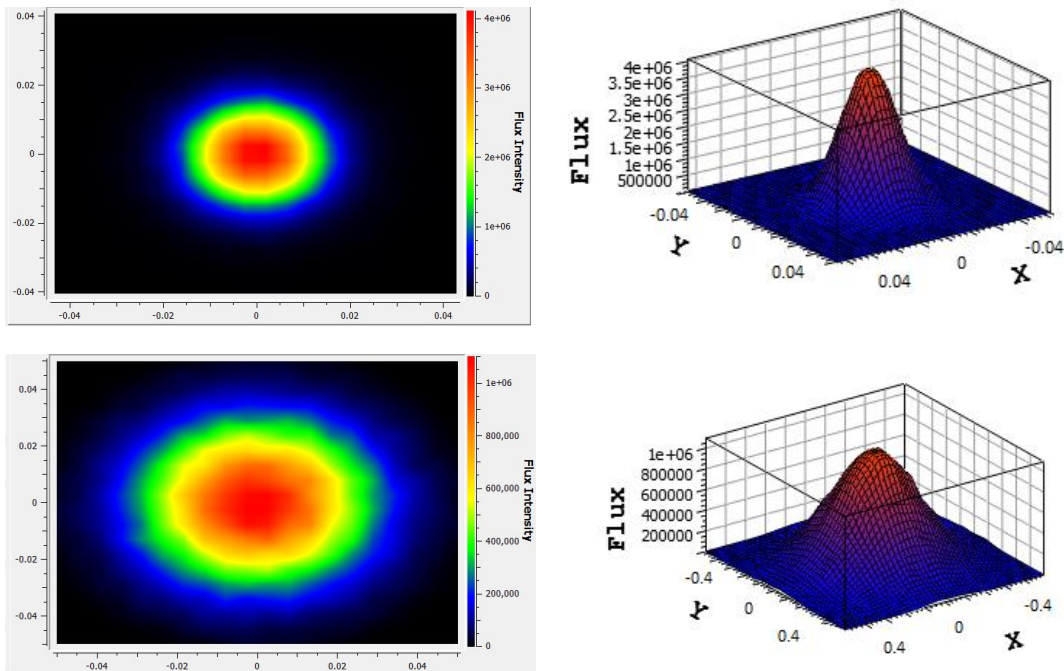 0.04
0.02
0
-0.02
-0.04
-0.04
-0.02
0
0.02
0.04
4e+06
3e+06
2e+06
1e+06
0
Flux Intensity
4e+06
3.5e+06
3e+06
2.5e+06
2e+06
1.5e+06
1e+06
500000
Flux
-0.04
0
0.04
Y
0.04
0
-0.04
X
0.04
0.02
0
-0.02
-0.04
-0.04
-0.02
0
0.02
0.04
1e+06
800,000
600,000
400,000
200,000
0
Flux Intensity
1e+06
800000
600000
400000
200000
Flux
-0.4
0
0.4
Y
0.4
0
-0.4
X